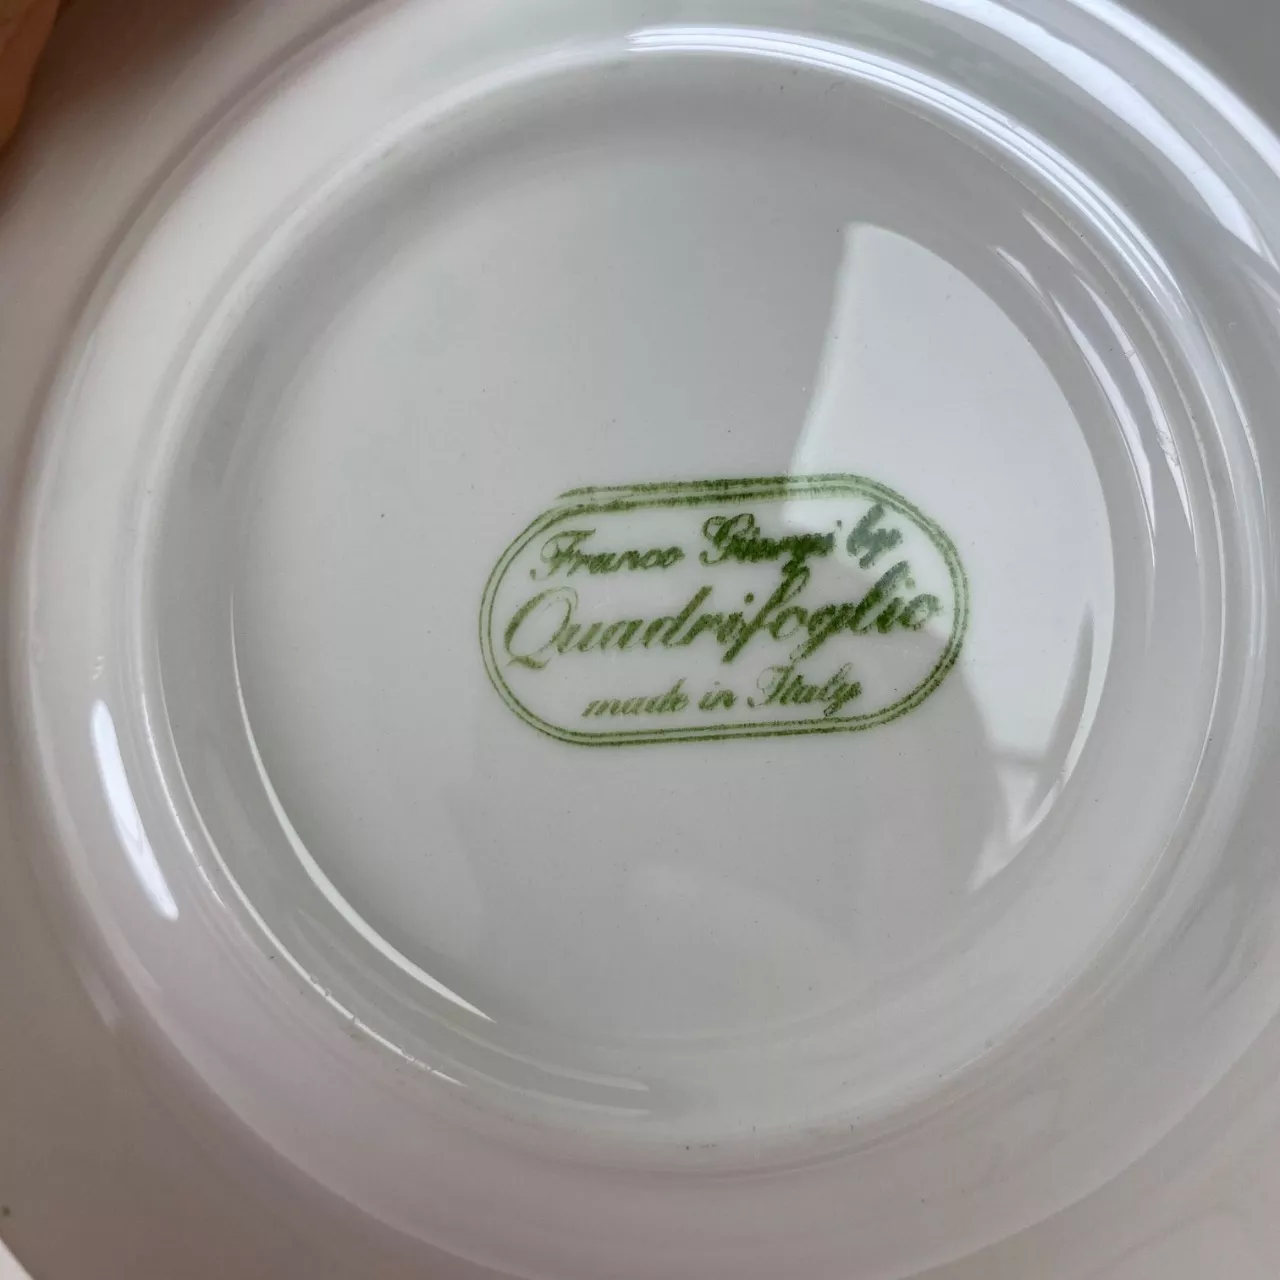 Franco Giorgi by
Quadrifoglio
made in Italy